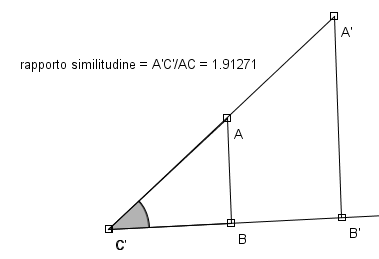 A'
rapporto similitudine = A'C'/AC = 1.91271
A
C'
B
B'